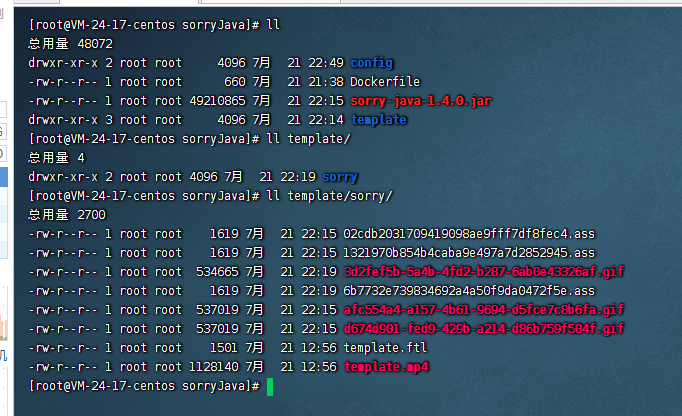 [root@VM-24-17-centos sorryJava]# ll
总用量 48072
drwxr-xr-x 2 root root 4096 7月 21 22:49 config
-rw-r--r-- 1 root root 660 7月 21 21:38 Dockerfile
-rw-r--r-- 1 root root 49210865 7月 21 22:15 sorry-java-1.4.0.jar
drwxr-xr-x 3 root root 4096 7月 21 22:14 template
[root@VM-24-17-centos sorryJava]# ll template/
总用量 4
drwxr-xr-x 2 root root 4096 7月 21 22:19 sorry
[root@VM-24-17-centos sorryJava]# ll template/sorry/
总用量 2700
-rw-r--r-- 1 root root 1619 7月 21 22:15 02cdb2031709419098ae9fff7df8fec4.ass
-rw-r--r-- 1 root root 1619 7月 21 22:15 1321970b854b4caba9e497a7d2852945.ass
-rw-r--r-- 1 root root 534665 7月 21 22:19 3d2fef5b-5a4b-4fd2-b287-6ab0e43326af.gif
-rw-r--r-- 1 root root 1619 7月 21 22:19 6b7732e739834692a4a50f9da0472f5e.ass
-rw-r--r-- 1 root root 537019 7月 21 22:15 afc554a4-a157-4b61-9694-d5fce7c8b6fa.gif
-rw-r--r-- 1 root root 537019 7月 21 22:15 d674d901-fed9-429b-a214-d86b759f504f.gif
-rw-r--r-- 1 root root 1501 7月 21 12:56 template.ftl
-rw-r--r-- 1 root root 1128140 7月 21 12:56 template.mp4
[root@VM-24-17-centos sorryJava]#